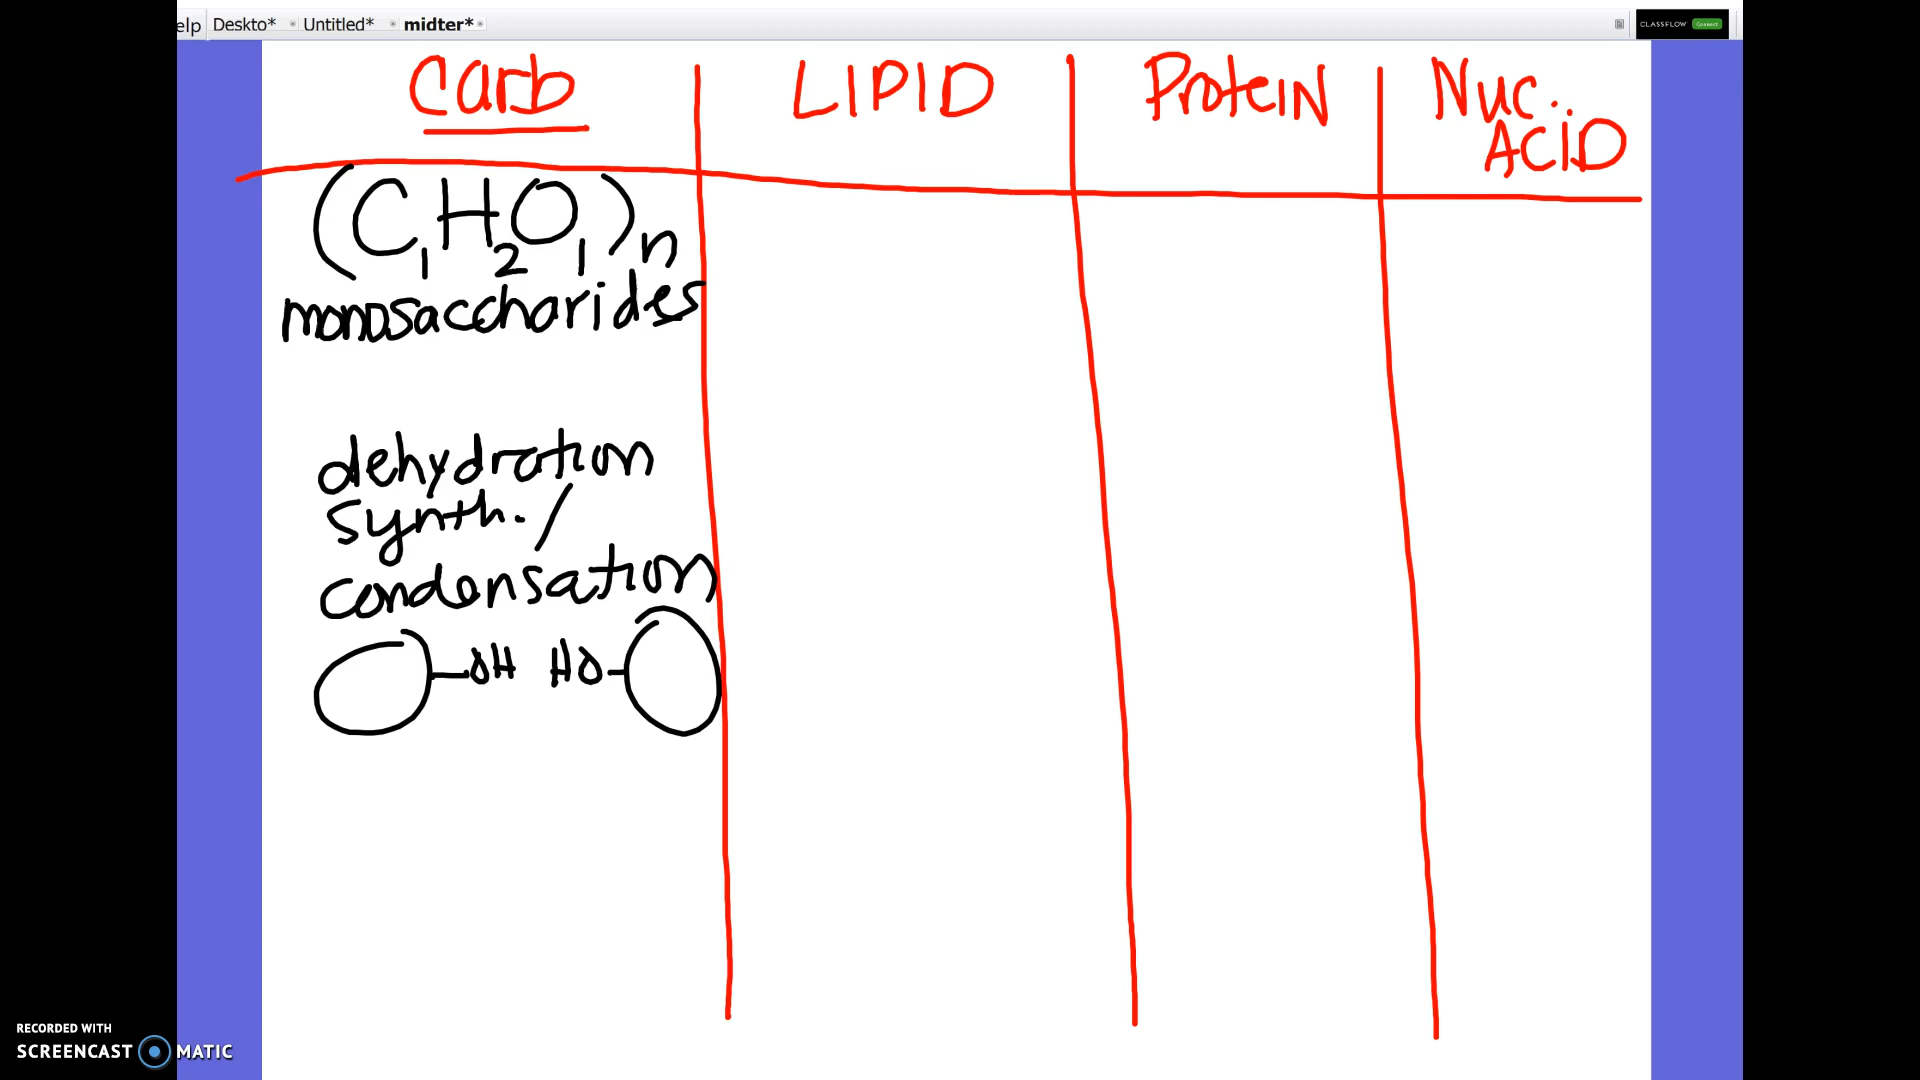 elp Deskto* Untitled* midter*
CLASSFLOW Connect
Carb LIPID Protein Nuc.
ACiD
(C1H2O1)n
monosaccharides
dehydration
synth. /
condensation
OH HO
RECORDED WITH
SCREENCAST MATIC